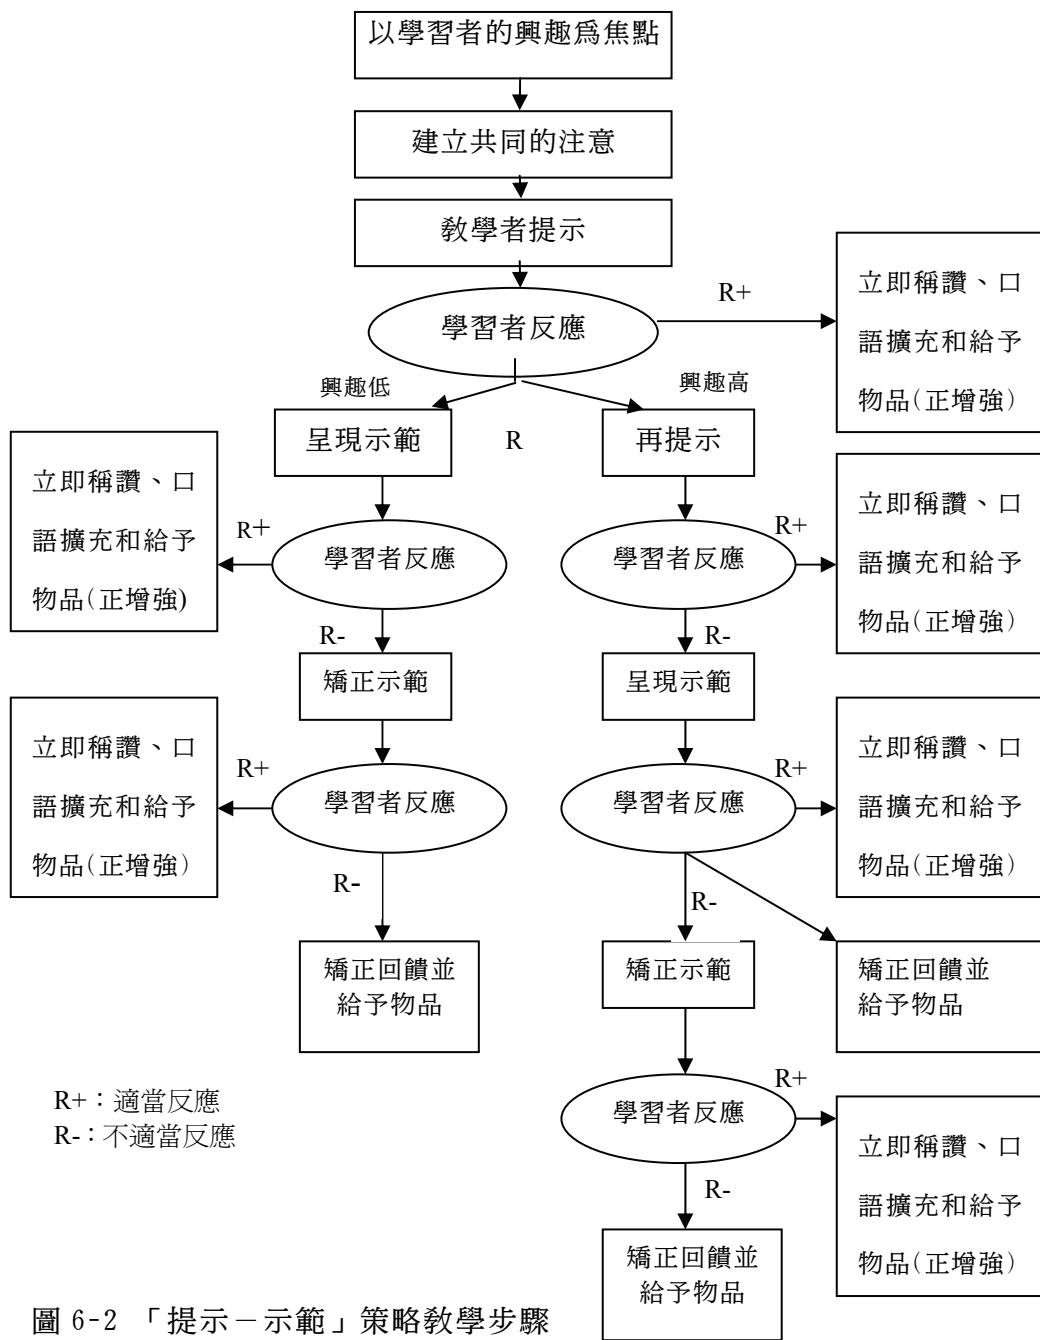 以學習者的興趣為焦點
建立共同的注意
教學者提示
學習者反應
R+
立即稱讚、口
語擴充和給予
物品(正增強)
興趣低
興趣高
呈現示範
R
再提示
立即稱讚、口
語擴充和給予
物品(正增強)
R+
學習者反應
學習者反應
R+
立即稱讚、口
語擴充和給予
物品(正增強)
R-
R-
矯正示範
呈現示範
立即稱讚、口
語擴充和給予
物品(正增強)
R+
學習者反應
學習者反應
R+
立即稱讚、口
語擴充和給予
物品(正增強)
R-
R-
矯正回饋並
給予物品
矯正示範
矯正回饋並
給予物品
R+：適當反應
R-：不適當反應
學習者反應
R+
立即稱讚、口
語擴充和給予
物品(正增強)
R-
矯正回饋並
給予物品
圖 6-2 「提示－示範」策略教學步驟